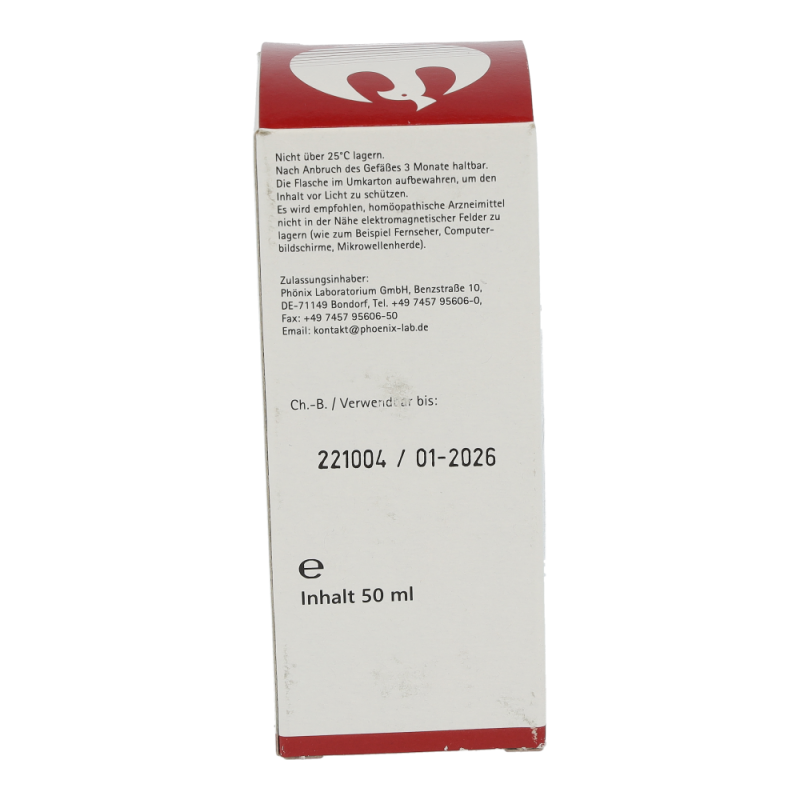 Nicht über 25°C lagern.
Nach Anbruch des Gefäßes 3 Monate haltbar.
Die Flasche im Umkarton aufbewahren, um den
Inhalt vor Licht zu schützen.
Es wird empfohlen, homöopathische Arzneimittel
nicht in der Nähe elektromagnetischer Felder zu
lagern (wie zum Beispiel Fernseher, Computer-
bildschirme, Mikrowellenherde).
Zulassungsinhaber:
Phönix Laboratorium GmbH, Benzstraße 10,
DE-71149 Bondorf, Tel. +49 7457 95606-0,
Fax: +49 7457 95606-50
Email: kontakt@phoenix-lab.de
Ch.-B. / Verwendbar bis:
221004 / 01-2026
℮
Inhalt 50 ml